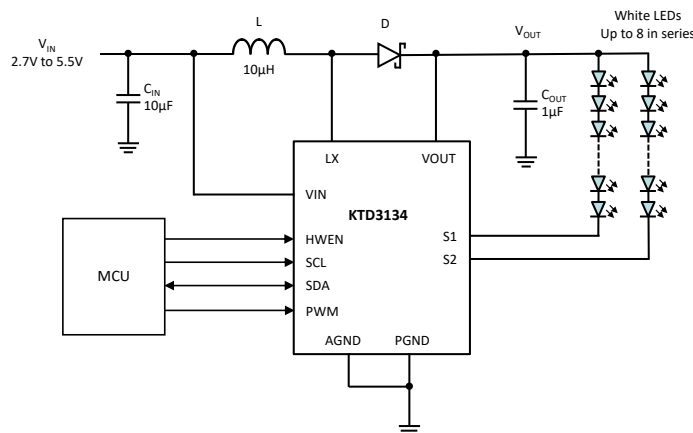 L
D
White LEDs
Up to 8 in series
VIN
2.7V to 5.5V
VOUT
10µH
CIN
10µF
COUT
1µF
LX
VOUT
VIN
KTD3134
HWEN
S1
SCL
S2
MCU
SDA
PWM
AGND
PGND